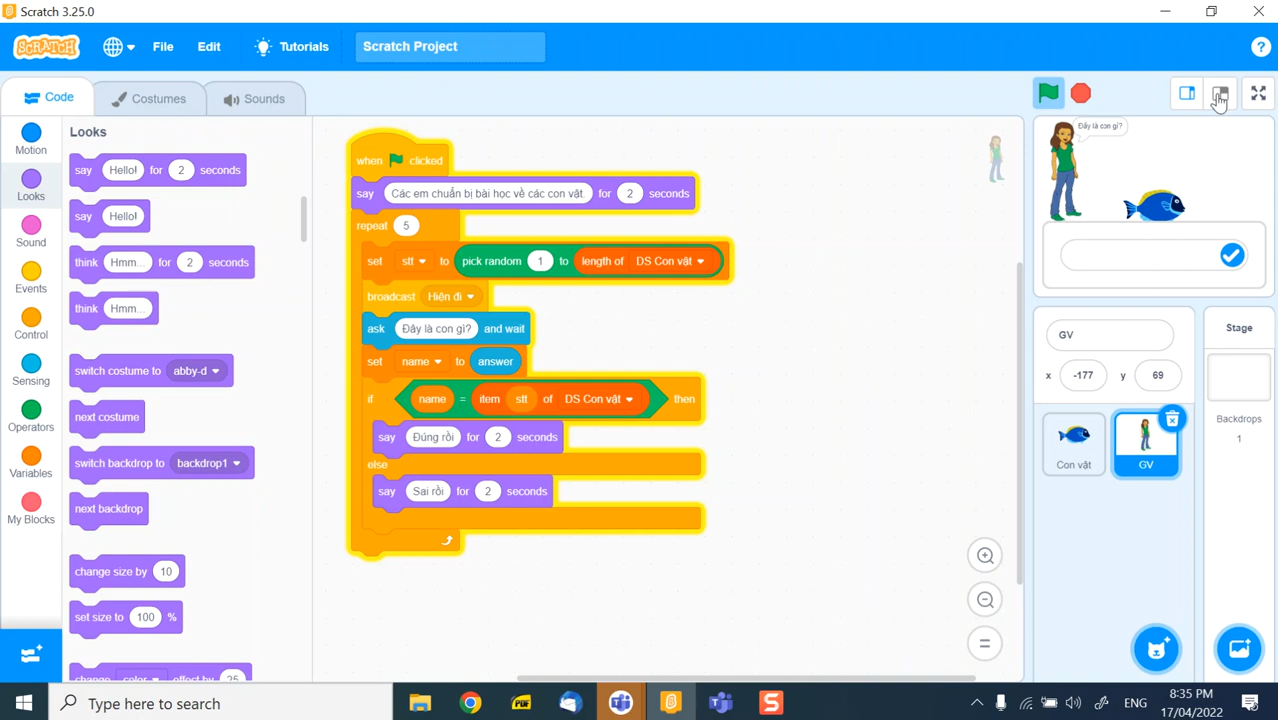 Scratch 3.25.0
SCRATCH
File
Edit
Tutorials
Scratch Project
?
Code
Costumes
Sounds
Motion
Looks
Sound
Events
Control
Sensing
Operators
Variables
My Blocks
Looks
say Hello! for 2 seconds
say Hello!
think Hmm... for 2 seconds
think Hmm...
switch costume to abby-d
next costume
switch backdrop to backdrop1
next backdrop
change size by 10
set size to 100 %
change color effect by 25
when clicked
say Các em chuẩn bị bài học về các con vật. for 2 seconds
repeat 5
set stt to pick random 1 to length of DS Con vật
broadcast Hiện đi
ask Đây là con gì? and wait
set name to answer
if name = item stt of DS Con vật then
say Đúng rồi for 2 seconds
else
say Sai rồi for 2 seconds
Đây là con gì?
GV
x -177 y 69
Con vật
GV
Stage
Backdrops
1
Type here to search
PDF
S
ENG
8:35 PM
17/04/2022